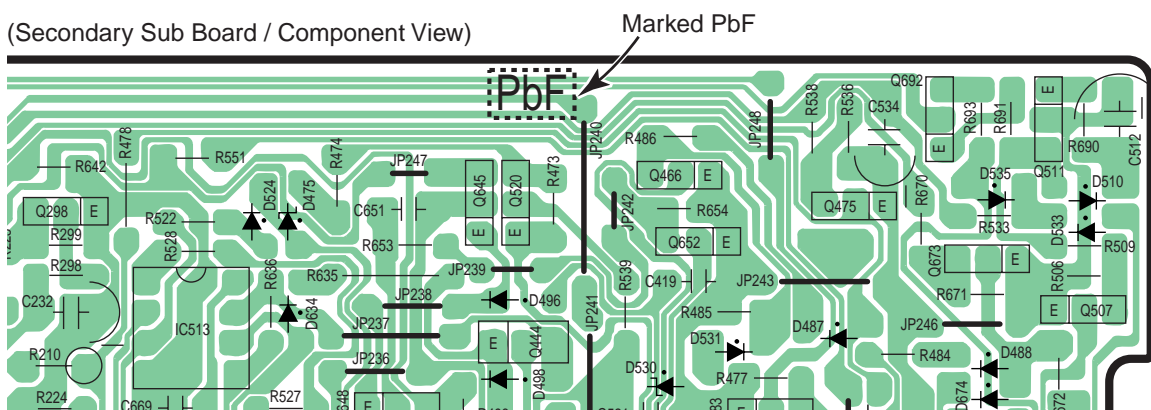 (Secondary Sub Board / Component View)
Marked PbF
PbF
Q692
E
E
R538
R536
C534
R693
R691
R690
C512
R478
R551
R474
JP247
JP240
R486
JP248
R642
Q645
Q520
R473
Q466
E
D535
Q511
D510
D524
D475
Q298
E
C651
JP242
R654
Q475
E
R670
R522
R299
R528
R653
E
E
Q652
E
R533
D533
R509
R298
R636
R635
JP239
R539
C419
JP243
Q673
E
R506
C232
IC513
D634
JP238
D496
JP241
R485
R671
E
Q507
JP237
E
Q444
D531
D487
JP246
R210
JP236
D530
R484
D488
R224
C669
R527
D498
R477
D674
E
E